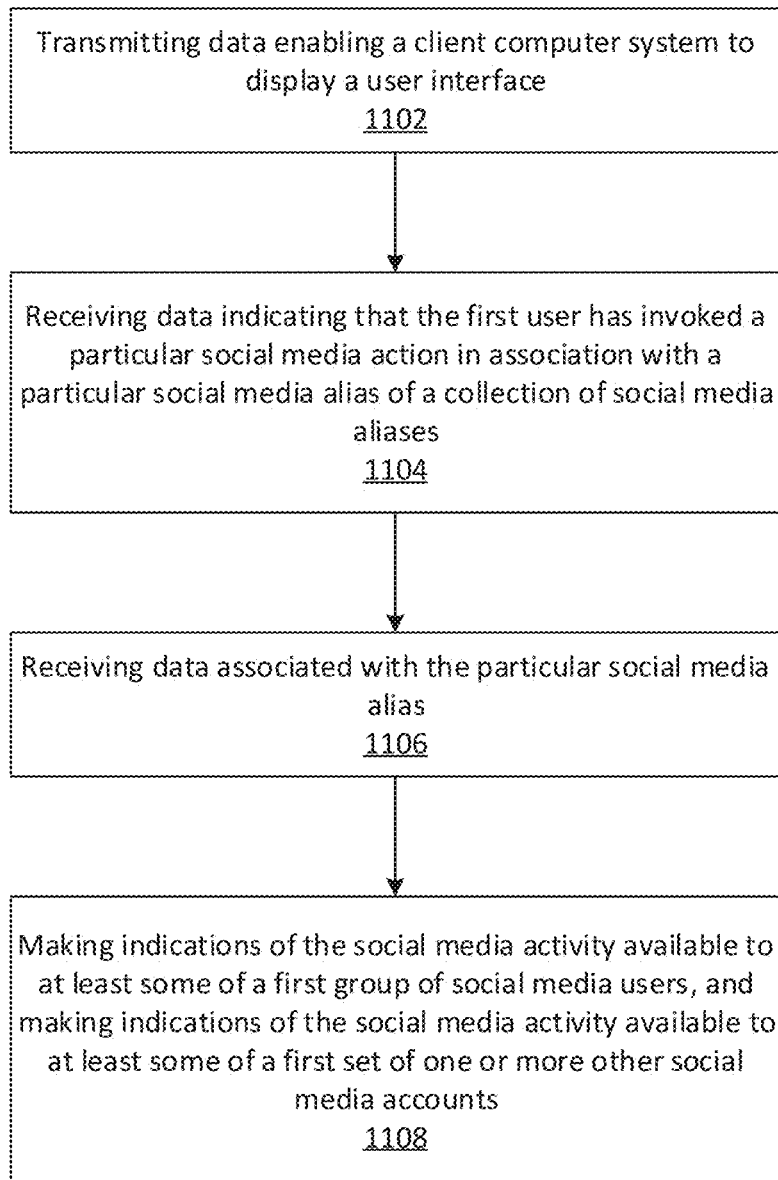 Transmitting data enabling a client computer system to
display a user interface
1102
Receiving data indicating that the first user has invoked a
particular social media action in association with a
particular social media alias of a collection of social media
aliases
1104
Receiving data associated with the particular social media
alias
1106
Making indications of the social media activity available to
at least some of a first group of social media users, and
making indications of the social media activity available to
at least some of a first set of one or more other social
media accounts
1108